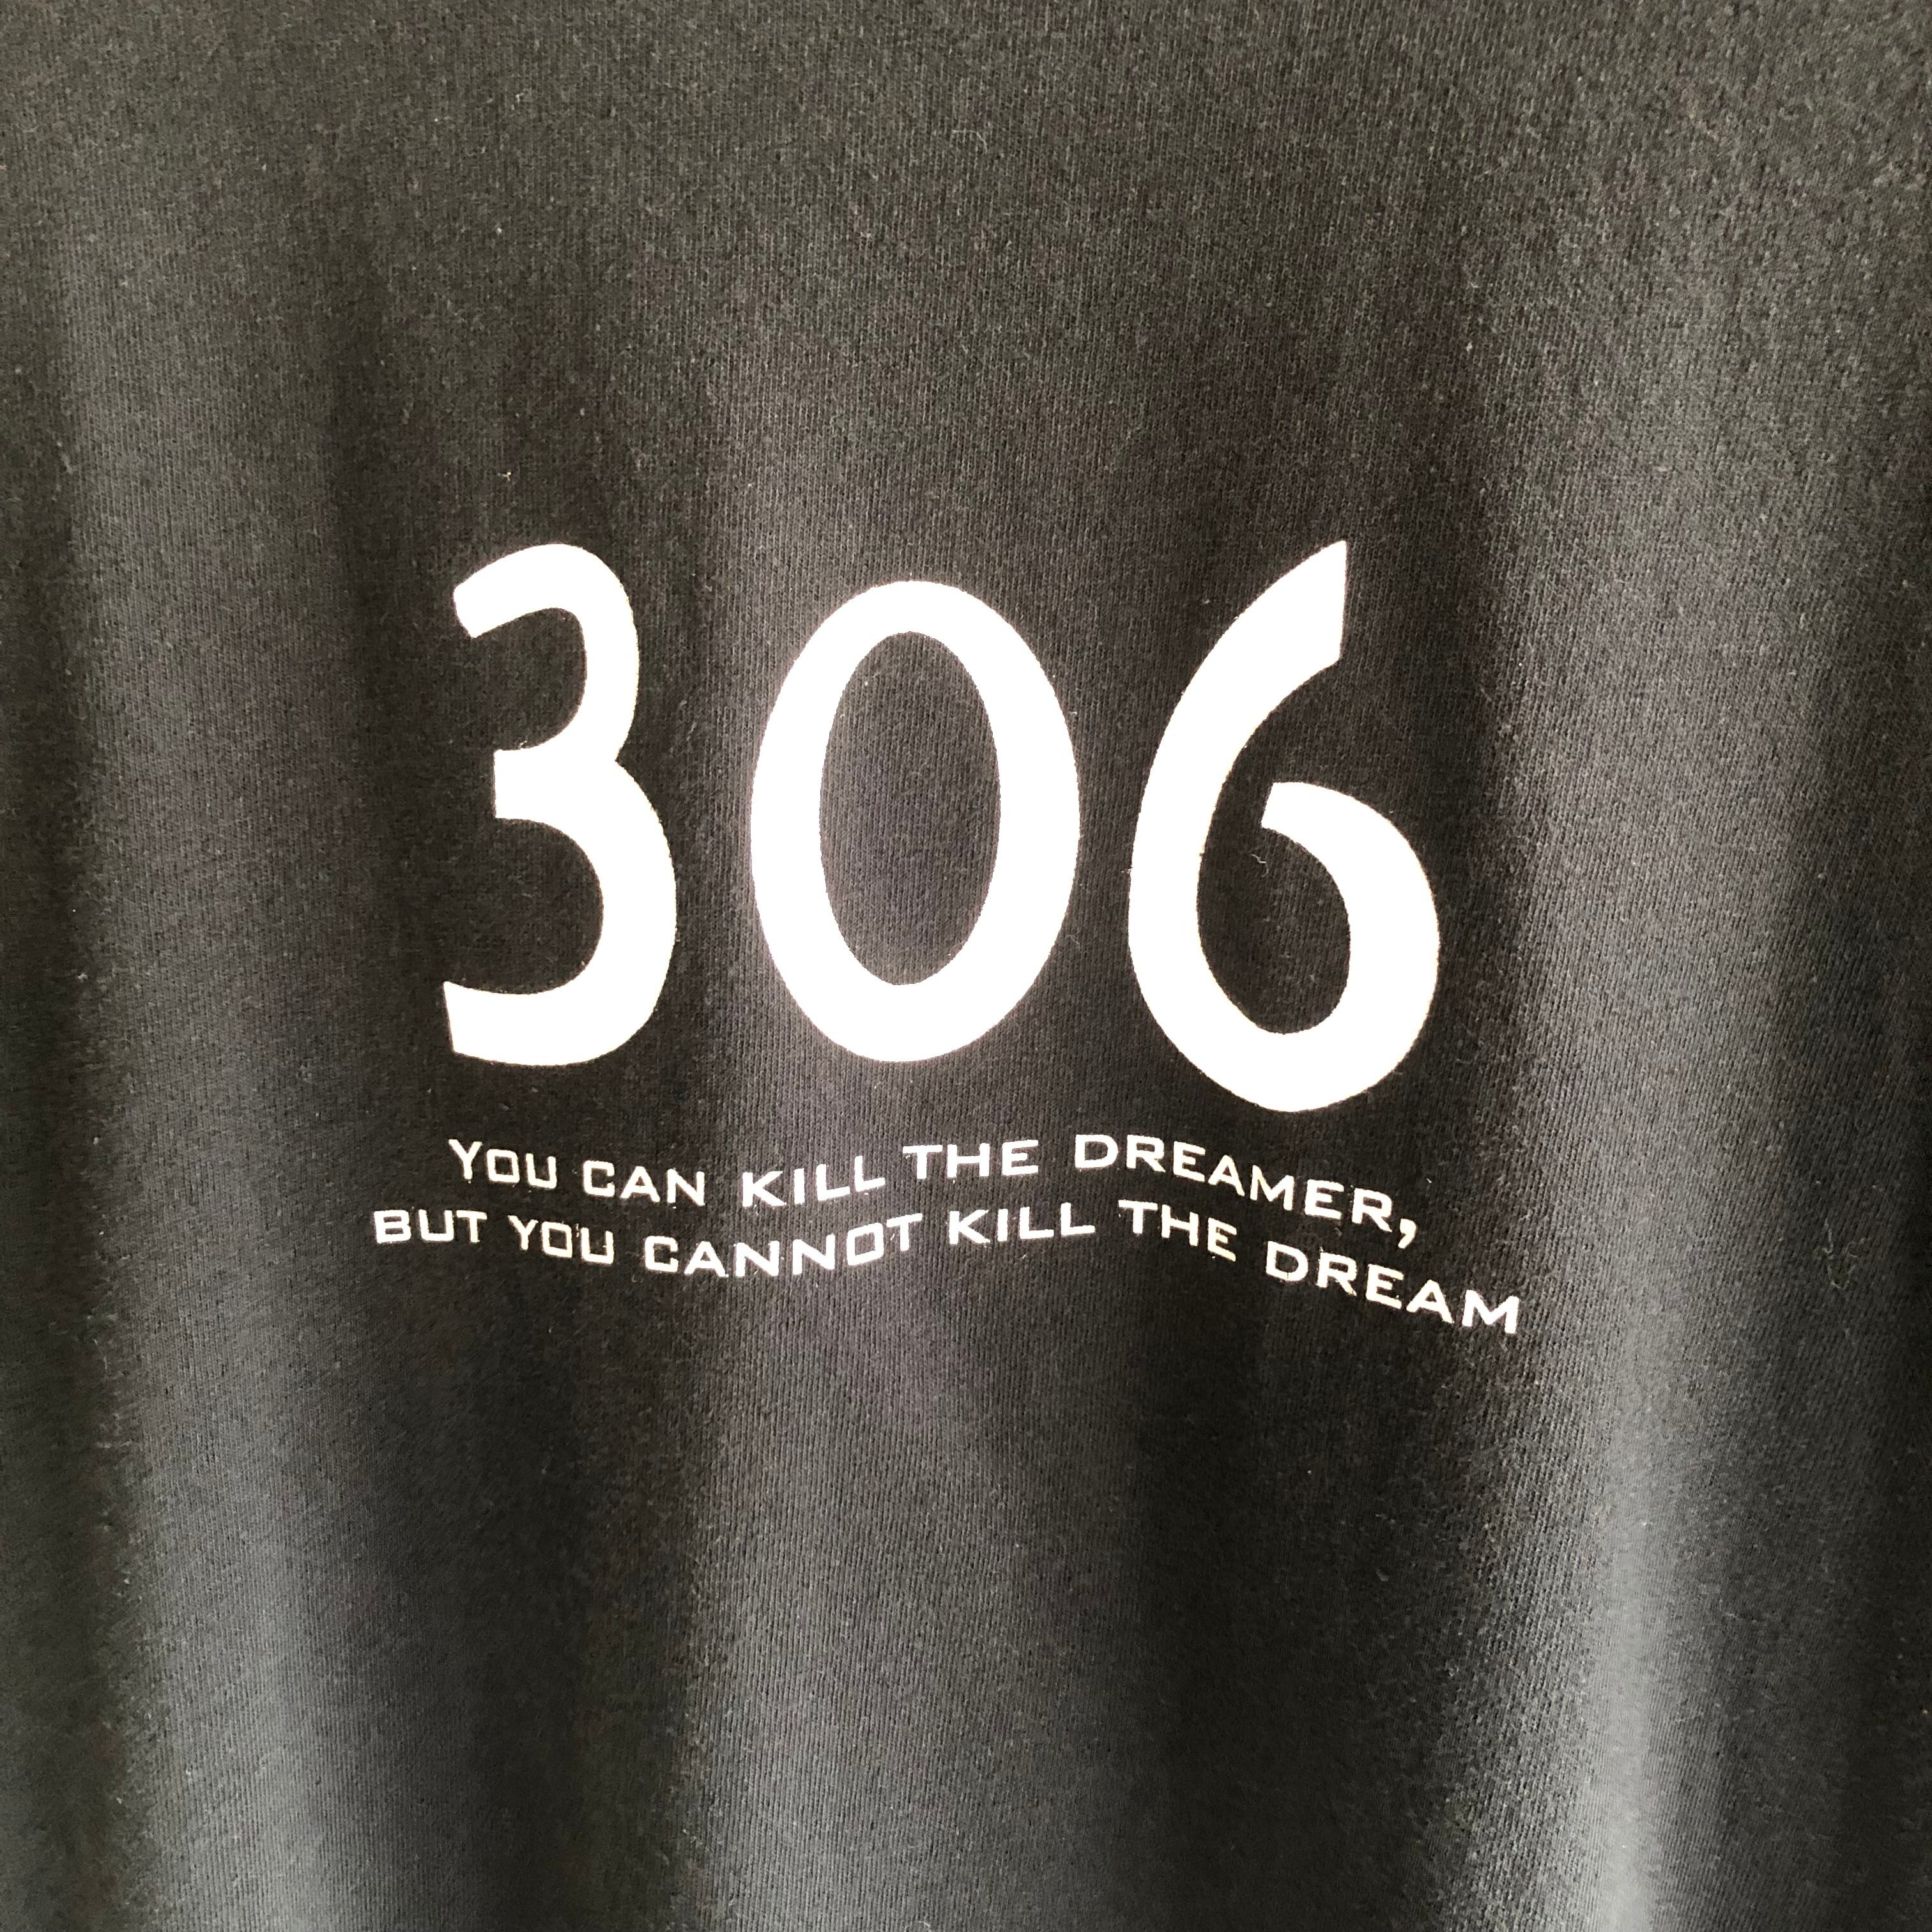 306
YOU CAN KILL THE DREAMER,
BUT YOU CANNOT KILL THE DREAM